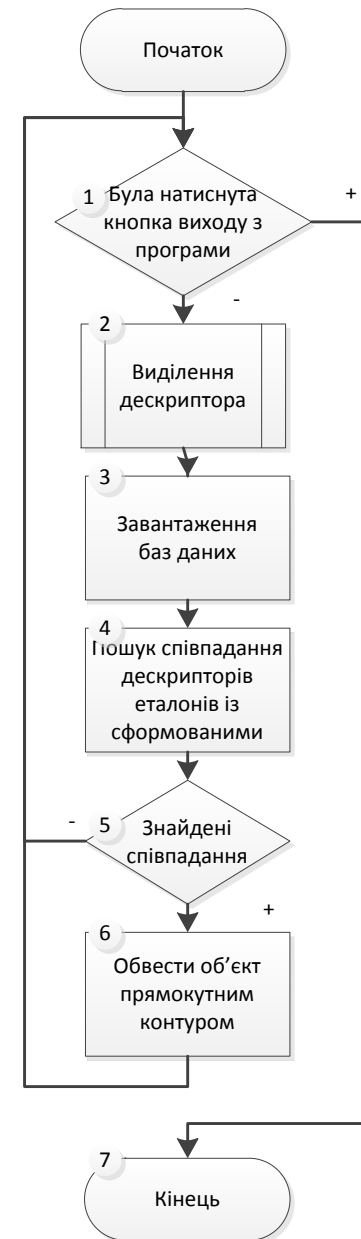 Початок
1
Була натиснута
кнопка виходу з
програми
+
-
2
Виділення
дескриптора
3
Завантаження
баз даних
4
Пошук співпадання
дескрипторів
еталонів із
сформованими
-
5
Знайдені
співпадання
+
6
Обвести об’єкт
прямокутним
контуром
7
Кінець